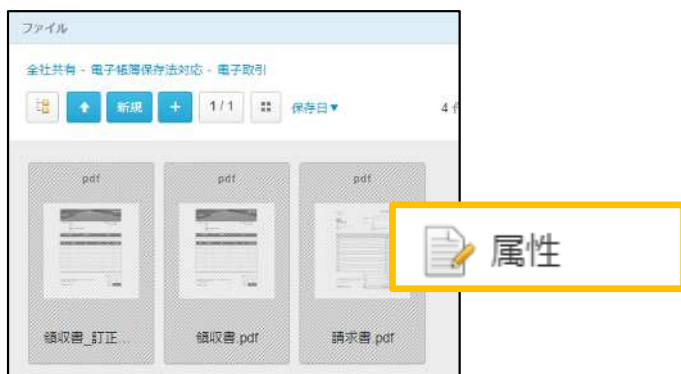 ファイル
全社共有 - 電子帳簿保存法対応 - 電子取引
新規 + 1/1 保存日▼ 4
pdf pdf pdf
領収書_訂正... 領収書.pdf 請求書.pdf
属性